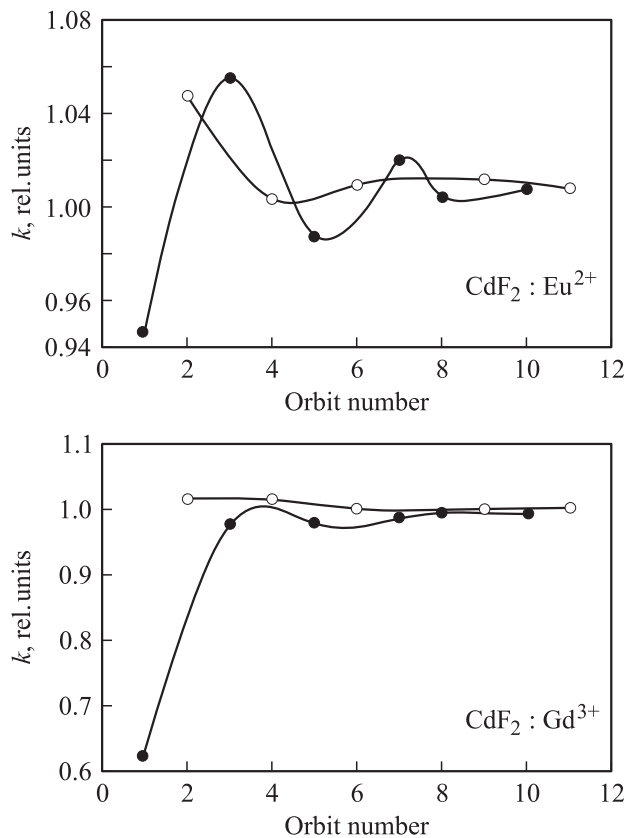 1.08
1.04
1.00
0.96
0.94
k, rel. units
CdF2 : Eu2+
0 2 4 6 8 10 12
Orbit number
1.1
1.0
0.9
0.8
0.7
0.6
k, rel. units
CdF2 : Gd3+
0 2 4 6 8 10 12
Orbit number